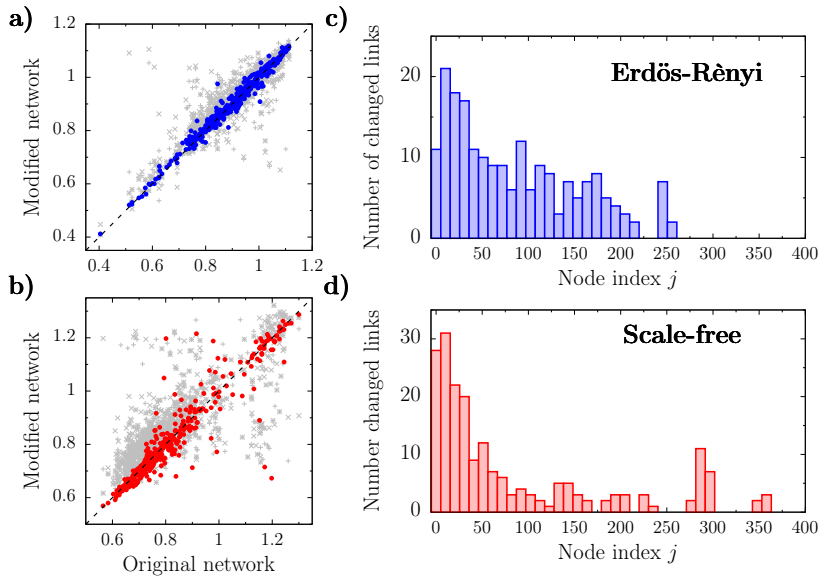 a)
1.2
1
0.8
0.6
0.4
Modified network
0.4 0.6 0.8 1 1.2
c)
20
10
0
Number of changed links
Erdös-Rènyi
0 50 100 150 200 250 300 350 400
Node index j
b)
1.2
1
0.8
0.6
Modified network
0.6 0.8 1 1.2
Original network
d)
30
20
10
0
Number changed links
Scale-free
0 50 100 150 200 250 300 350 400
Node index j